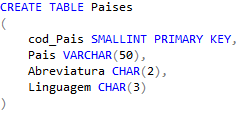 CREATE TABLE Paises
(
    cod_Pais SMALLINT PRIMARY KEY,
    Pais VARCHAR(50),
    Abreviatura CHAR(2),
    Linguagem CHAR(3)
)